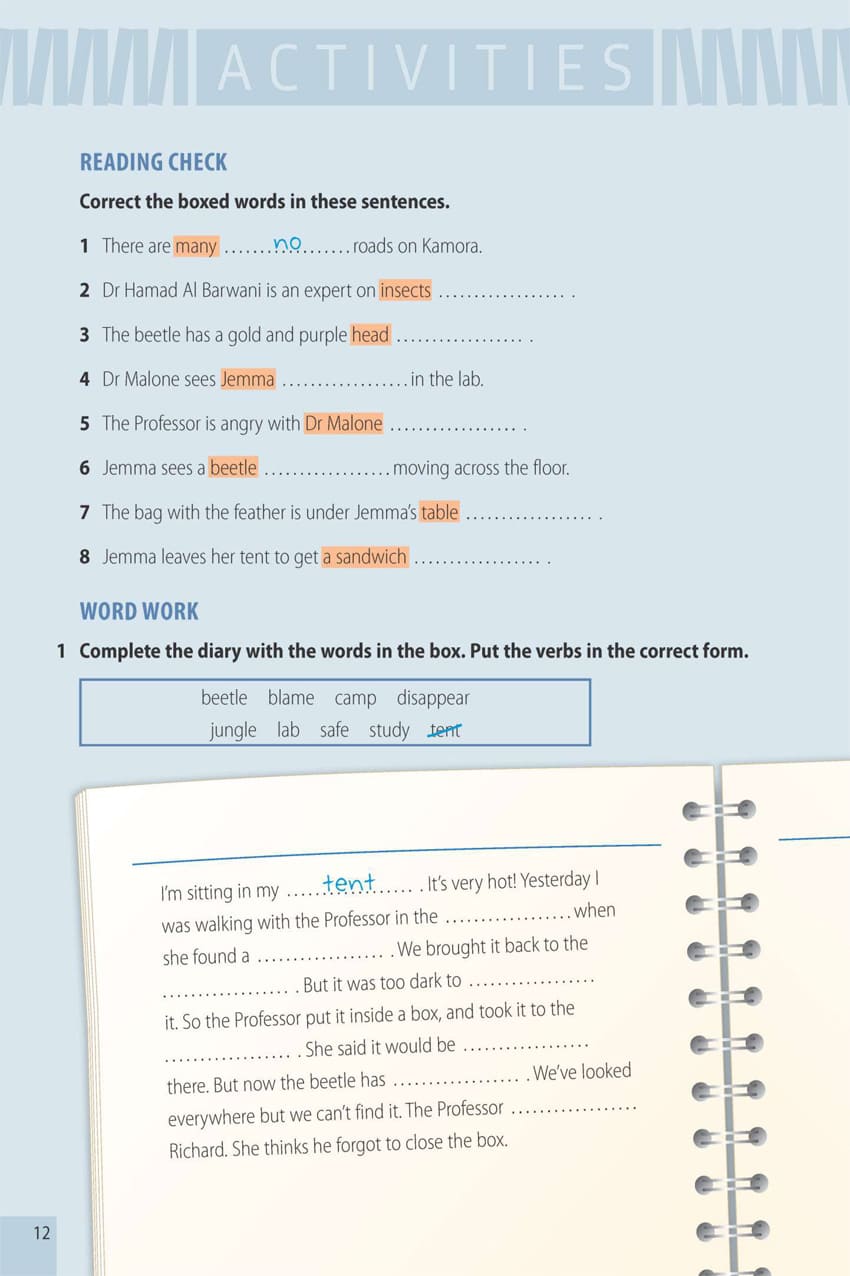 ACTIVITIES
READING CHECK
Correct the boxed words in these sentences.
1 There are many .......no....... roads on Kamora.
2 Dr Hamad Al Barwani is an expert on insects .................. .
3 The beetle has a gold and purple head .................. .
4 Dr Malone sees Jemma .................. in the lab.
5 The Professor is angry with Dr Malone .................. .
6 Jemma sees a beetle .................. moving across the floor.
7 The bag with the feather is under Jemma's table .................. .
8 Jemma leaves her tent to get a sandwich .................. .
WORD WORK
1 Complete the diary with the words in the box. Put the verbs in the correct form.
beetle blame camp disappear
jungle lab safe study tent
I'm sitting in my .....tent...... . It's very hot! Yesterday I
was walking with the Professor in the .................. when
she found a .................. . We brought it back to the
.................. . But it was too dark to ..................
it. So the Professor put it inside a box, and took it to the
.................. . She said it would be ..................
there. But now the beetle has .................. . We've looked
everywhere but we can't find it. The Professor ..................
Richard. She thinks he forgot to close the box.
12